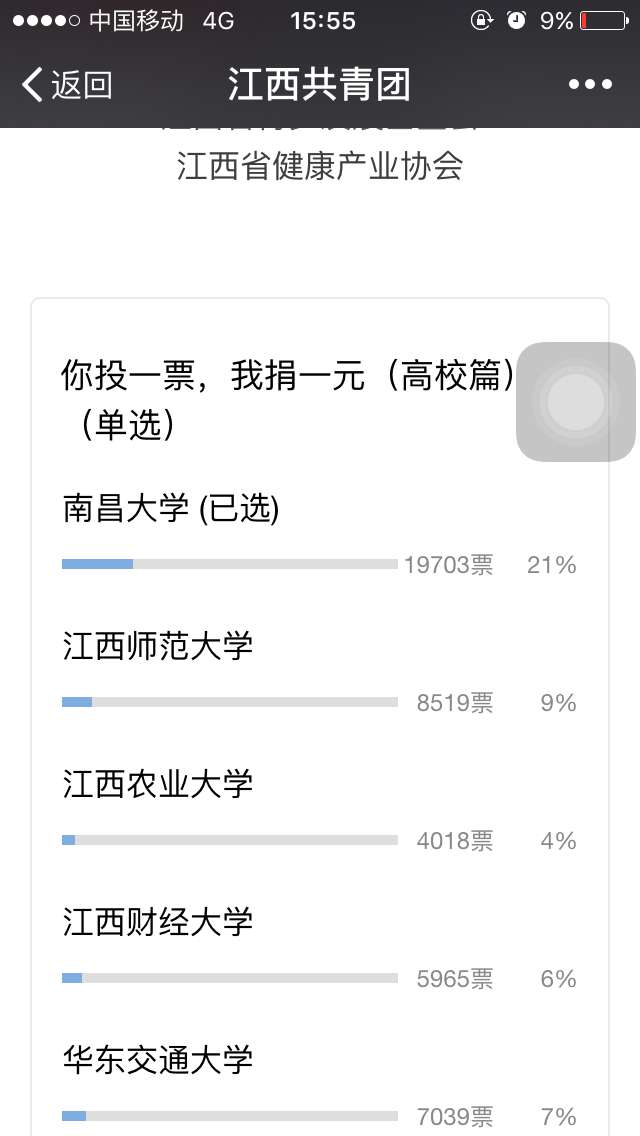 中国移动 4G 15:55 9%
返回 江西共青团
江西省健康产业协会
你投一票，我捐一元（高校篇）
（单选）
南昌大学 (已选)
19703票 21%
江西师范大学
8519票 9%
江西农业大学
4018票 4%
江西财经大学
5965票 6%
华东交通大学
7039票 7%